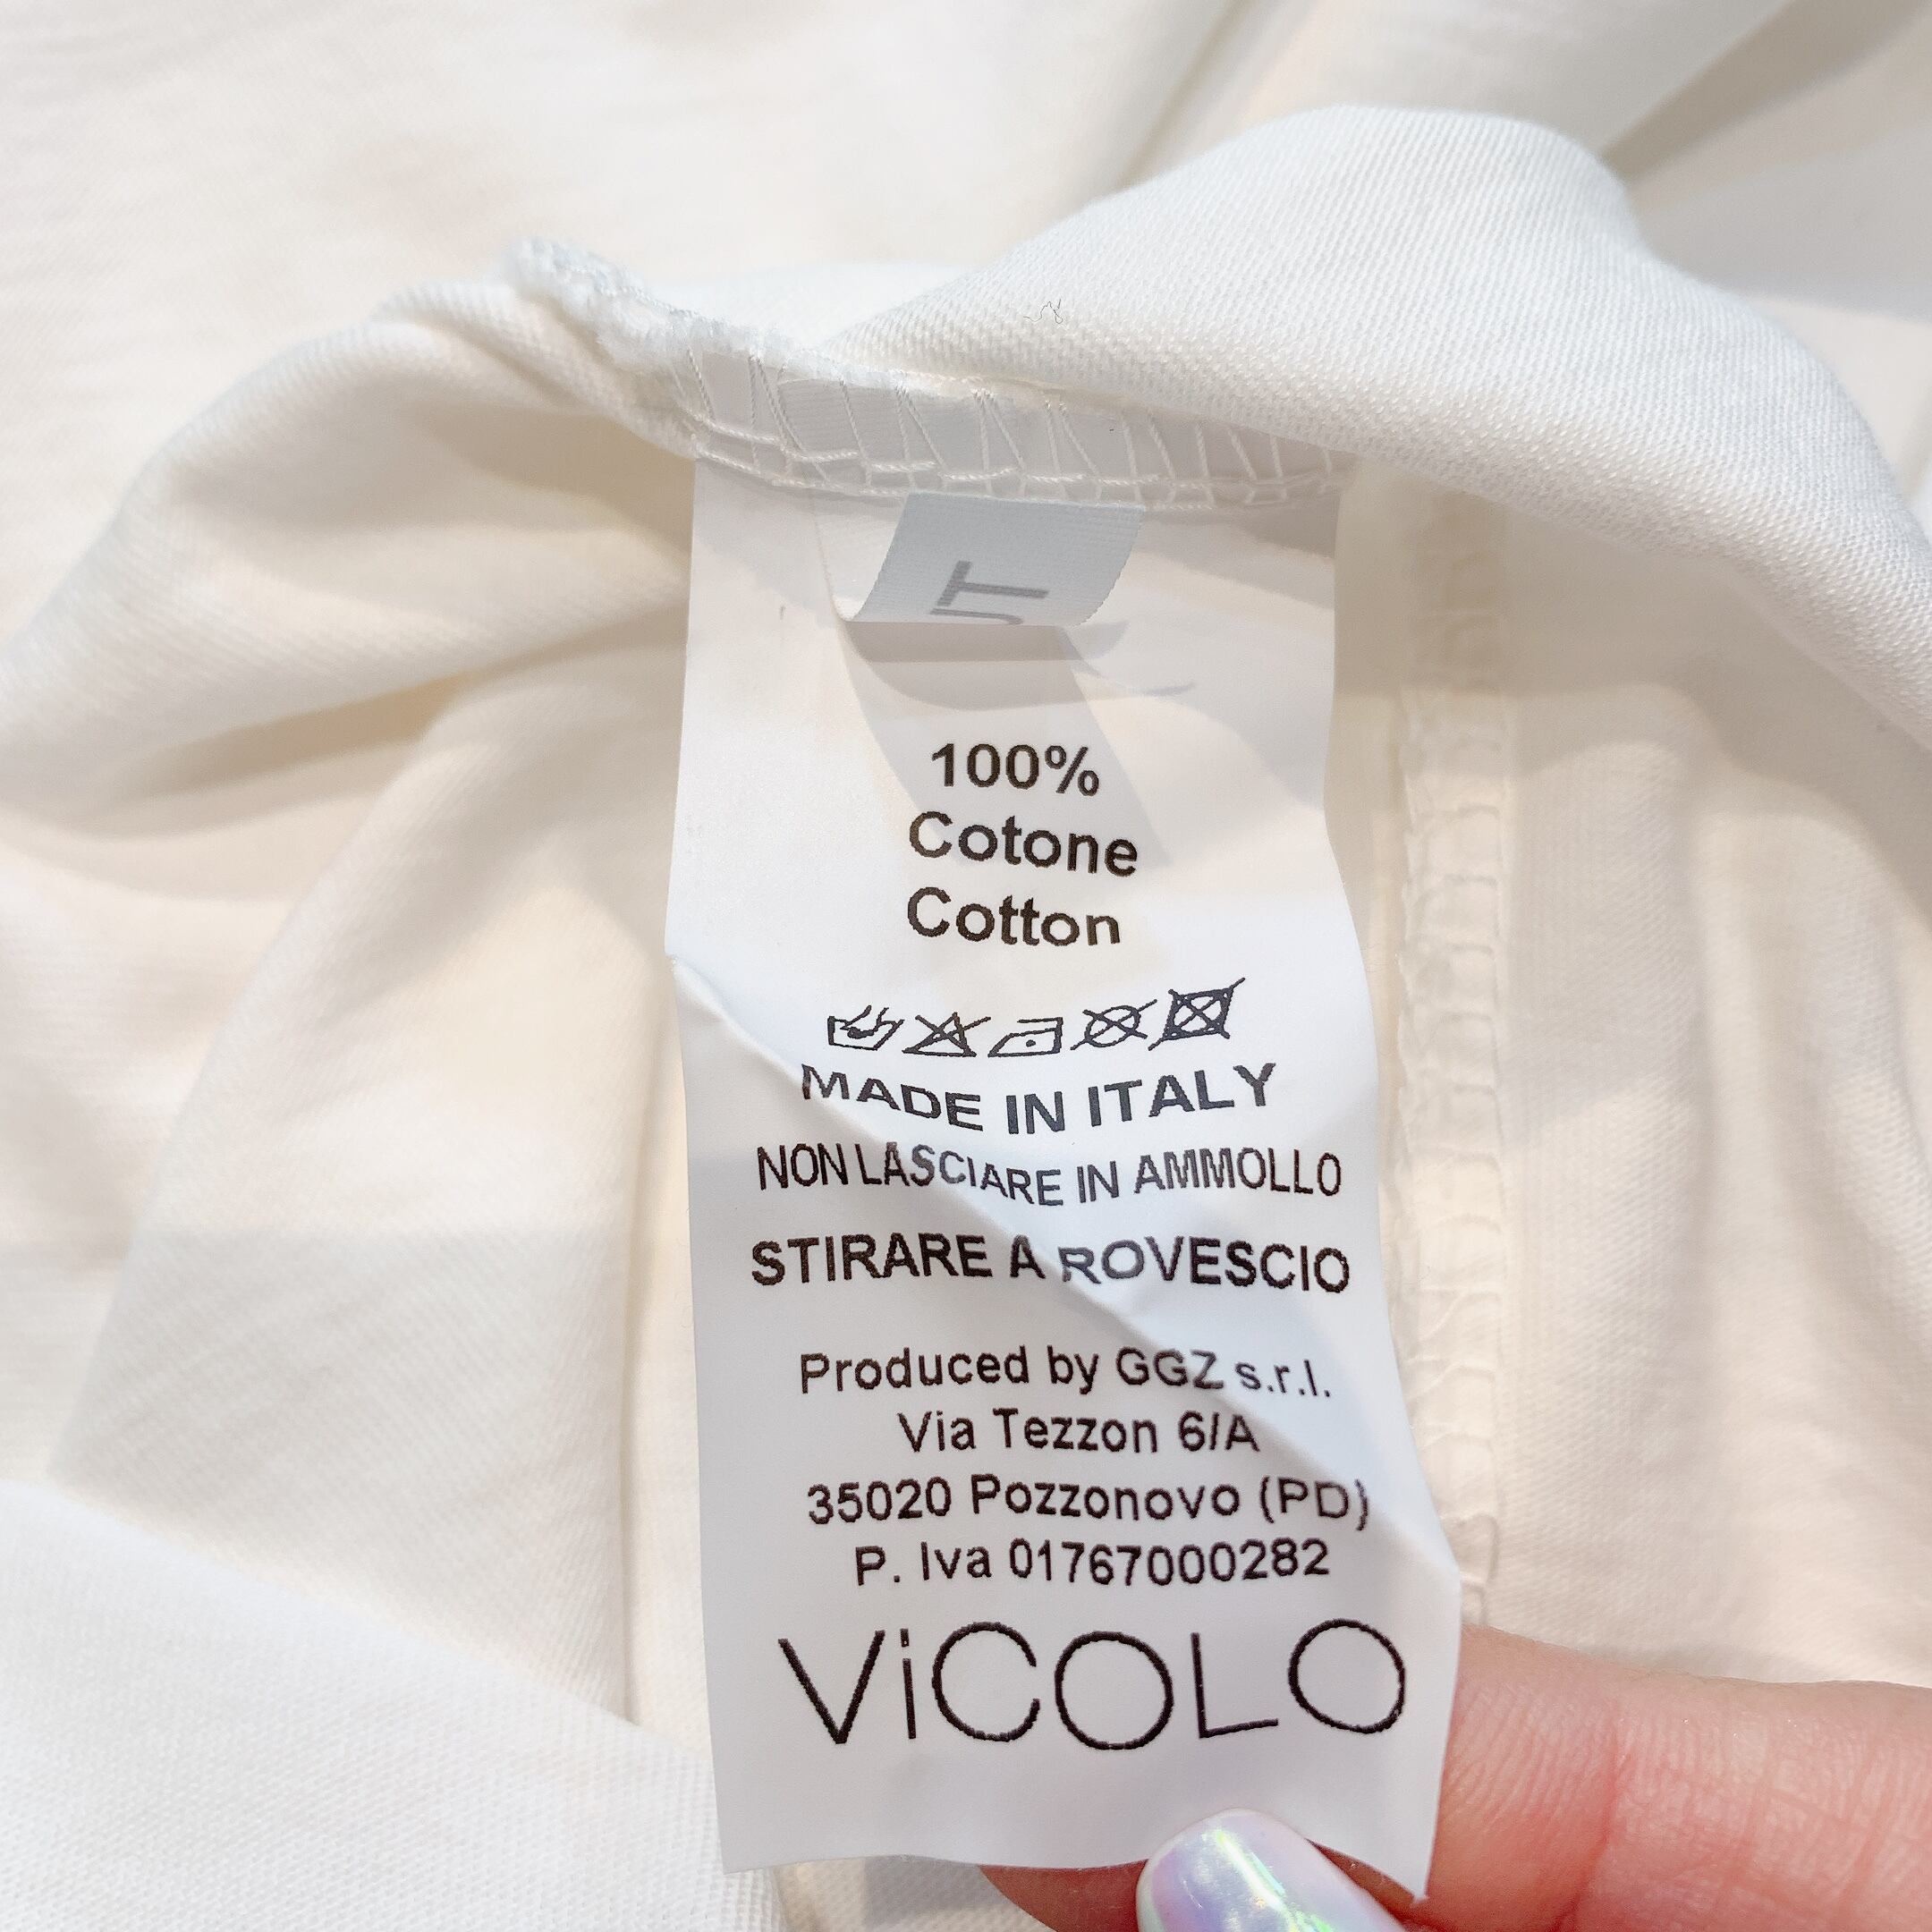 100%
Cotone
Cotton
MADE IN ITALY
NON LASCIARE IN AMMOLLO
STIRARE A ROVESCIO
Produced by GGZ s.r.l.
Via Tezzon 6/A
35020 Pozzonovo (PD)
P. Iva 01767000282
ViCOLO